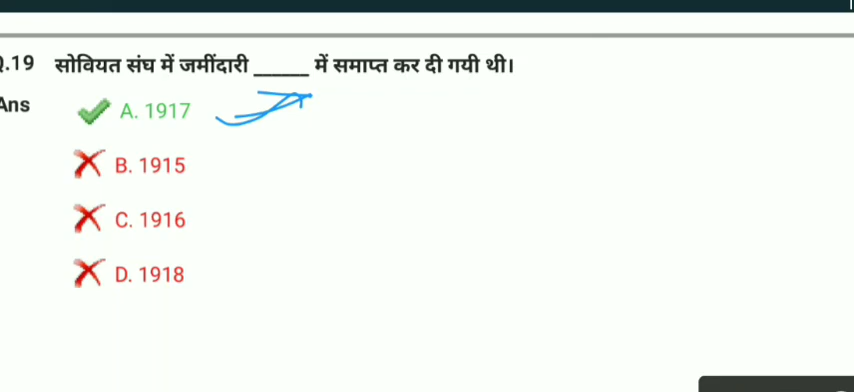 .19 सोवियत संघ में जमींदारी ______ में समाप्त कर दी गयी थी।
Ans
A. 1917
B. 1915
C. 1916
D. 1918